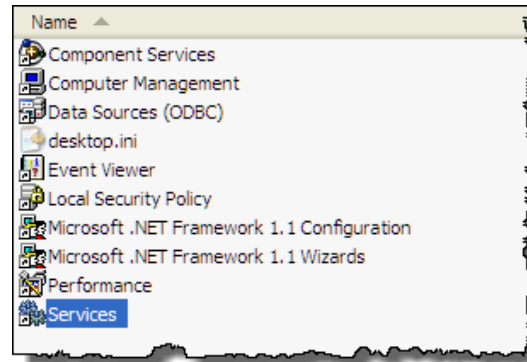 Name
Component Services
Computer Management
Data Sources (ODBC)
desktop.ini
Event Viewer
Local Security Policy
Microsoft .NET Framework 1.1 Configuration
Microsoft .NET Framework 1.1 Wizards
Performance
Services